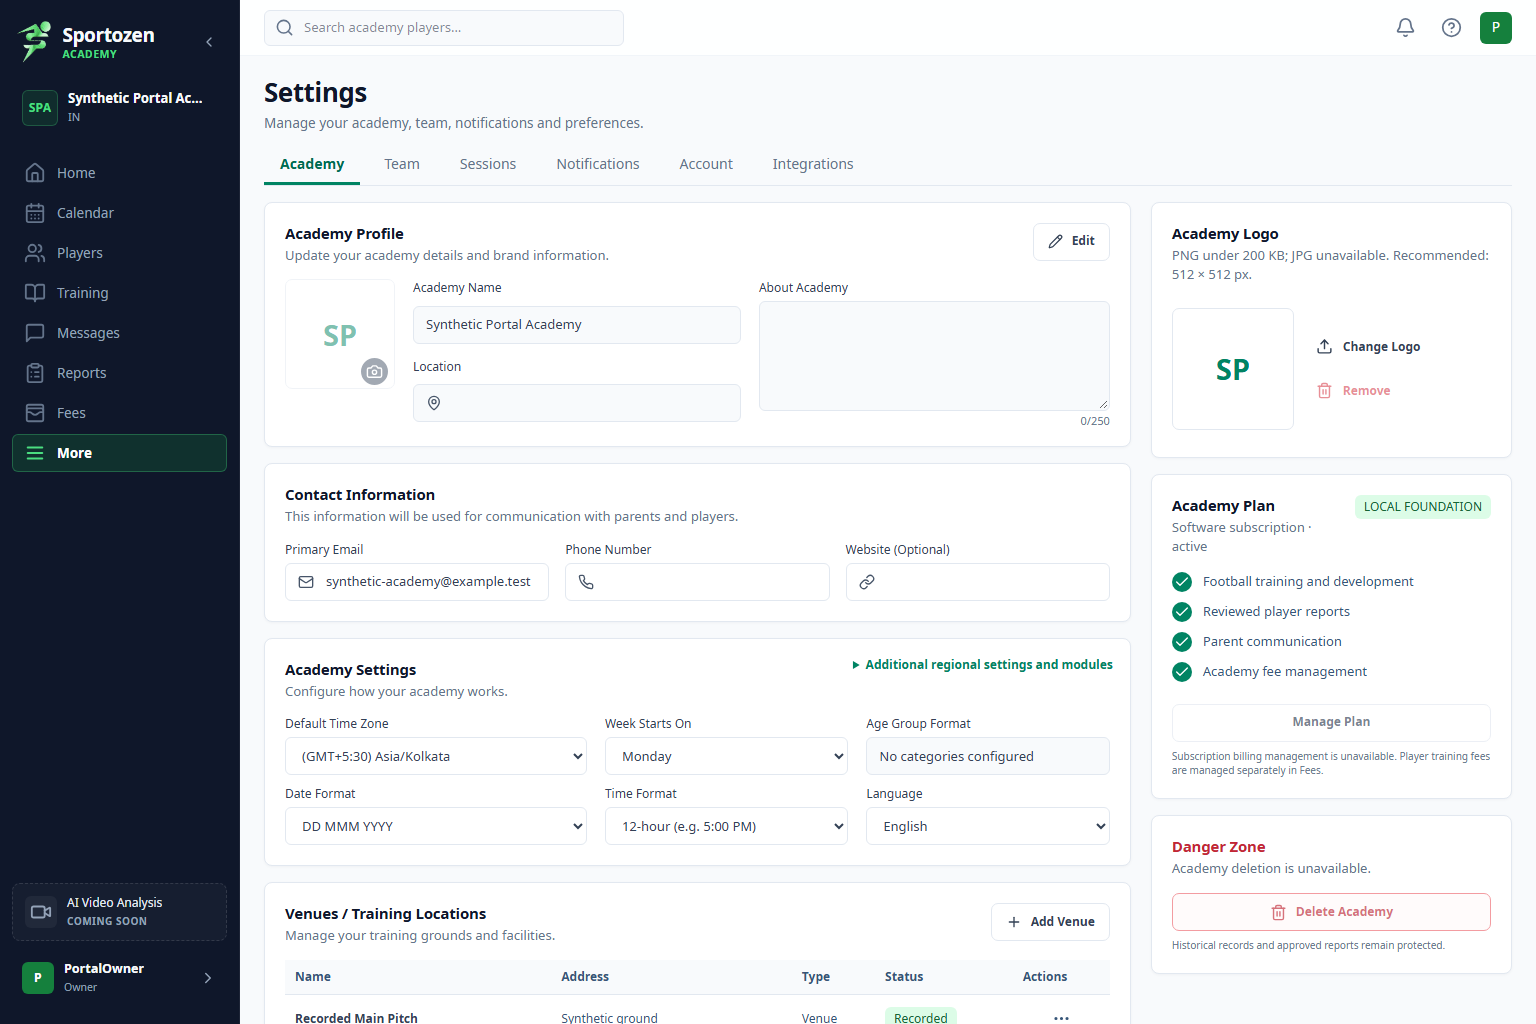 Sportozen
ACADEMY
SPA
Synthetic Portal Ac...
IN
Home
Calendar
Players
Training
Messages
Reports
Fees
More
AI Video Analysis
COMING SOON
P
PortalOwner
Owner
Search academy players...
P
Settings
Manage your academy, team, notifications and preferences.
Academy
Team
Sessions
Notifications
Account
Integrations
Academy Profile
Update your academy details and brand information.
Edit
SP
Academy Name
Synthetic Portal Academy
Location
About Academy
0/250
Contact Information
This information will be used for communication with parents and players.
Primary Email
synthetic-academy@example.test
Phone Number
Website (Optional)
Academy Settings
Configure how your academy works.
Additional regional settings and modules
Default Time Zone
(GMT+5:30) Asia/Kolkata
Week Starts On
Monday
Age Group Format
No categories configured
Date Format
DD MMM YYYY
Time Format
12-hour (e.g. 5:00 PM)
Language
English
Venues / Training Locations
Manage your training grounds and facilities.
Add Venue
Name
Address
Type
Status
Actions
Recorded Main Pitch
Synthetic ground
Venue
Recorded
Academy Logo
PNG under 200 KB; JPG unavailable. Recommended:
512 × 512 px.
SP
Change Logo
Remove
Academy Plan
LOCAL FOUNDATION
Software subscription ·
active
Football training and development
Reviewed player reports
Parent communication
Academy fee management
Manage Plan
Subscription billing management is unavailable. Player training fees
are managed separately in Fees.
Danger Zone
Academy deletion is unavailable.
Delete Academy
Historical records and approved reports remain protected.